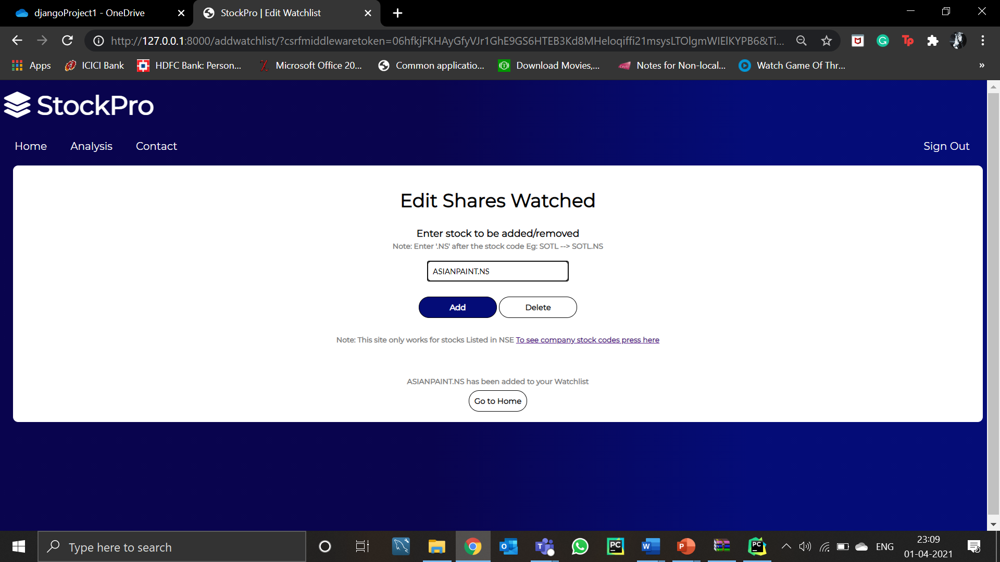 djangoProject1 - OneDrive
StockPro | Edit Watchlist
http://127.0.0.1:8000/addwatchlist/?csrfmiddlewaretoken=06hfkjFKHAyGfyVJr1GhE9GS6HTEB3Kd8MHeloqiffi21msysLTOlgmWIElKYPB6&Ti...
Apps
ICICI Bank
HDFC Bank: Person...
Microsoft Office 20...
Common applicatio...
Download Movies,...
Notes for Non-local...
Watch Game Of Thr...
StockPro
Home
Analysis
Contact
Sign Out
Edit Shares Watched
Enter stock to be added/removed
Note: Enter '.NS' after the stock code Eg: SOTL --> SOTL.NS
ASIANPAINT.NS
Add
Delete
Note: This site only works for stocks Listed in NSE To see company stock codes press here
ASIANPAINT.NS has been added to your Watchlist
Go to Home
Type here to search
ENG
23:09
01-04-2021